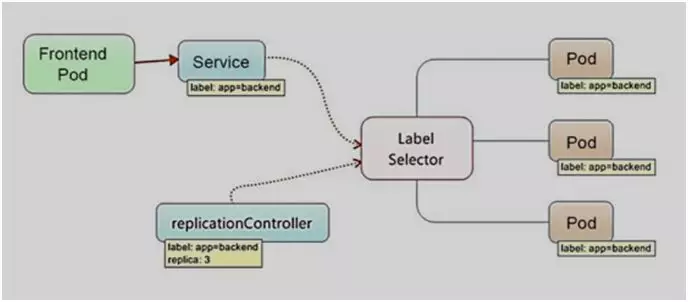 Frontend
Pod
Service
label: app=backend
Label
Selector
replicationController
label: app=backend
replica: 3
Pod
label: app=backend
Pod
label: app=backend
Pod
label: app=backend